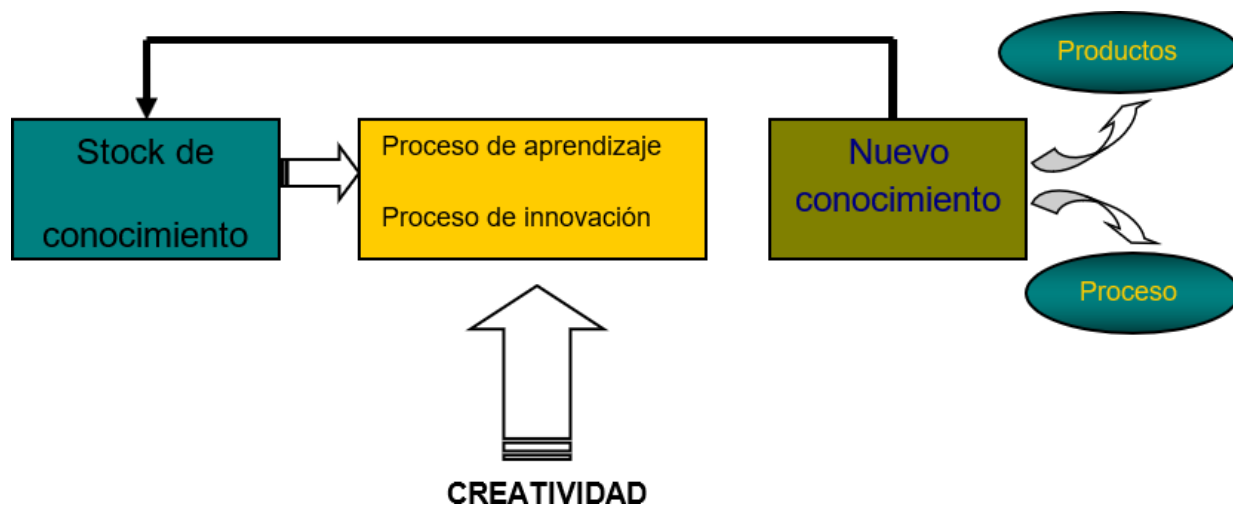 Productos
Stock de
conocimiento
Proceso de aprendizaje
Proceso de innovación
Nuevo
conocimiento
Proceso
CREATIVIDAD